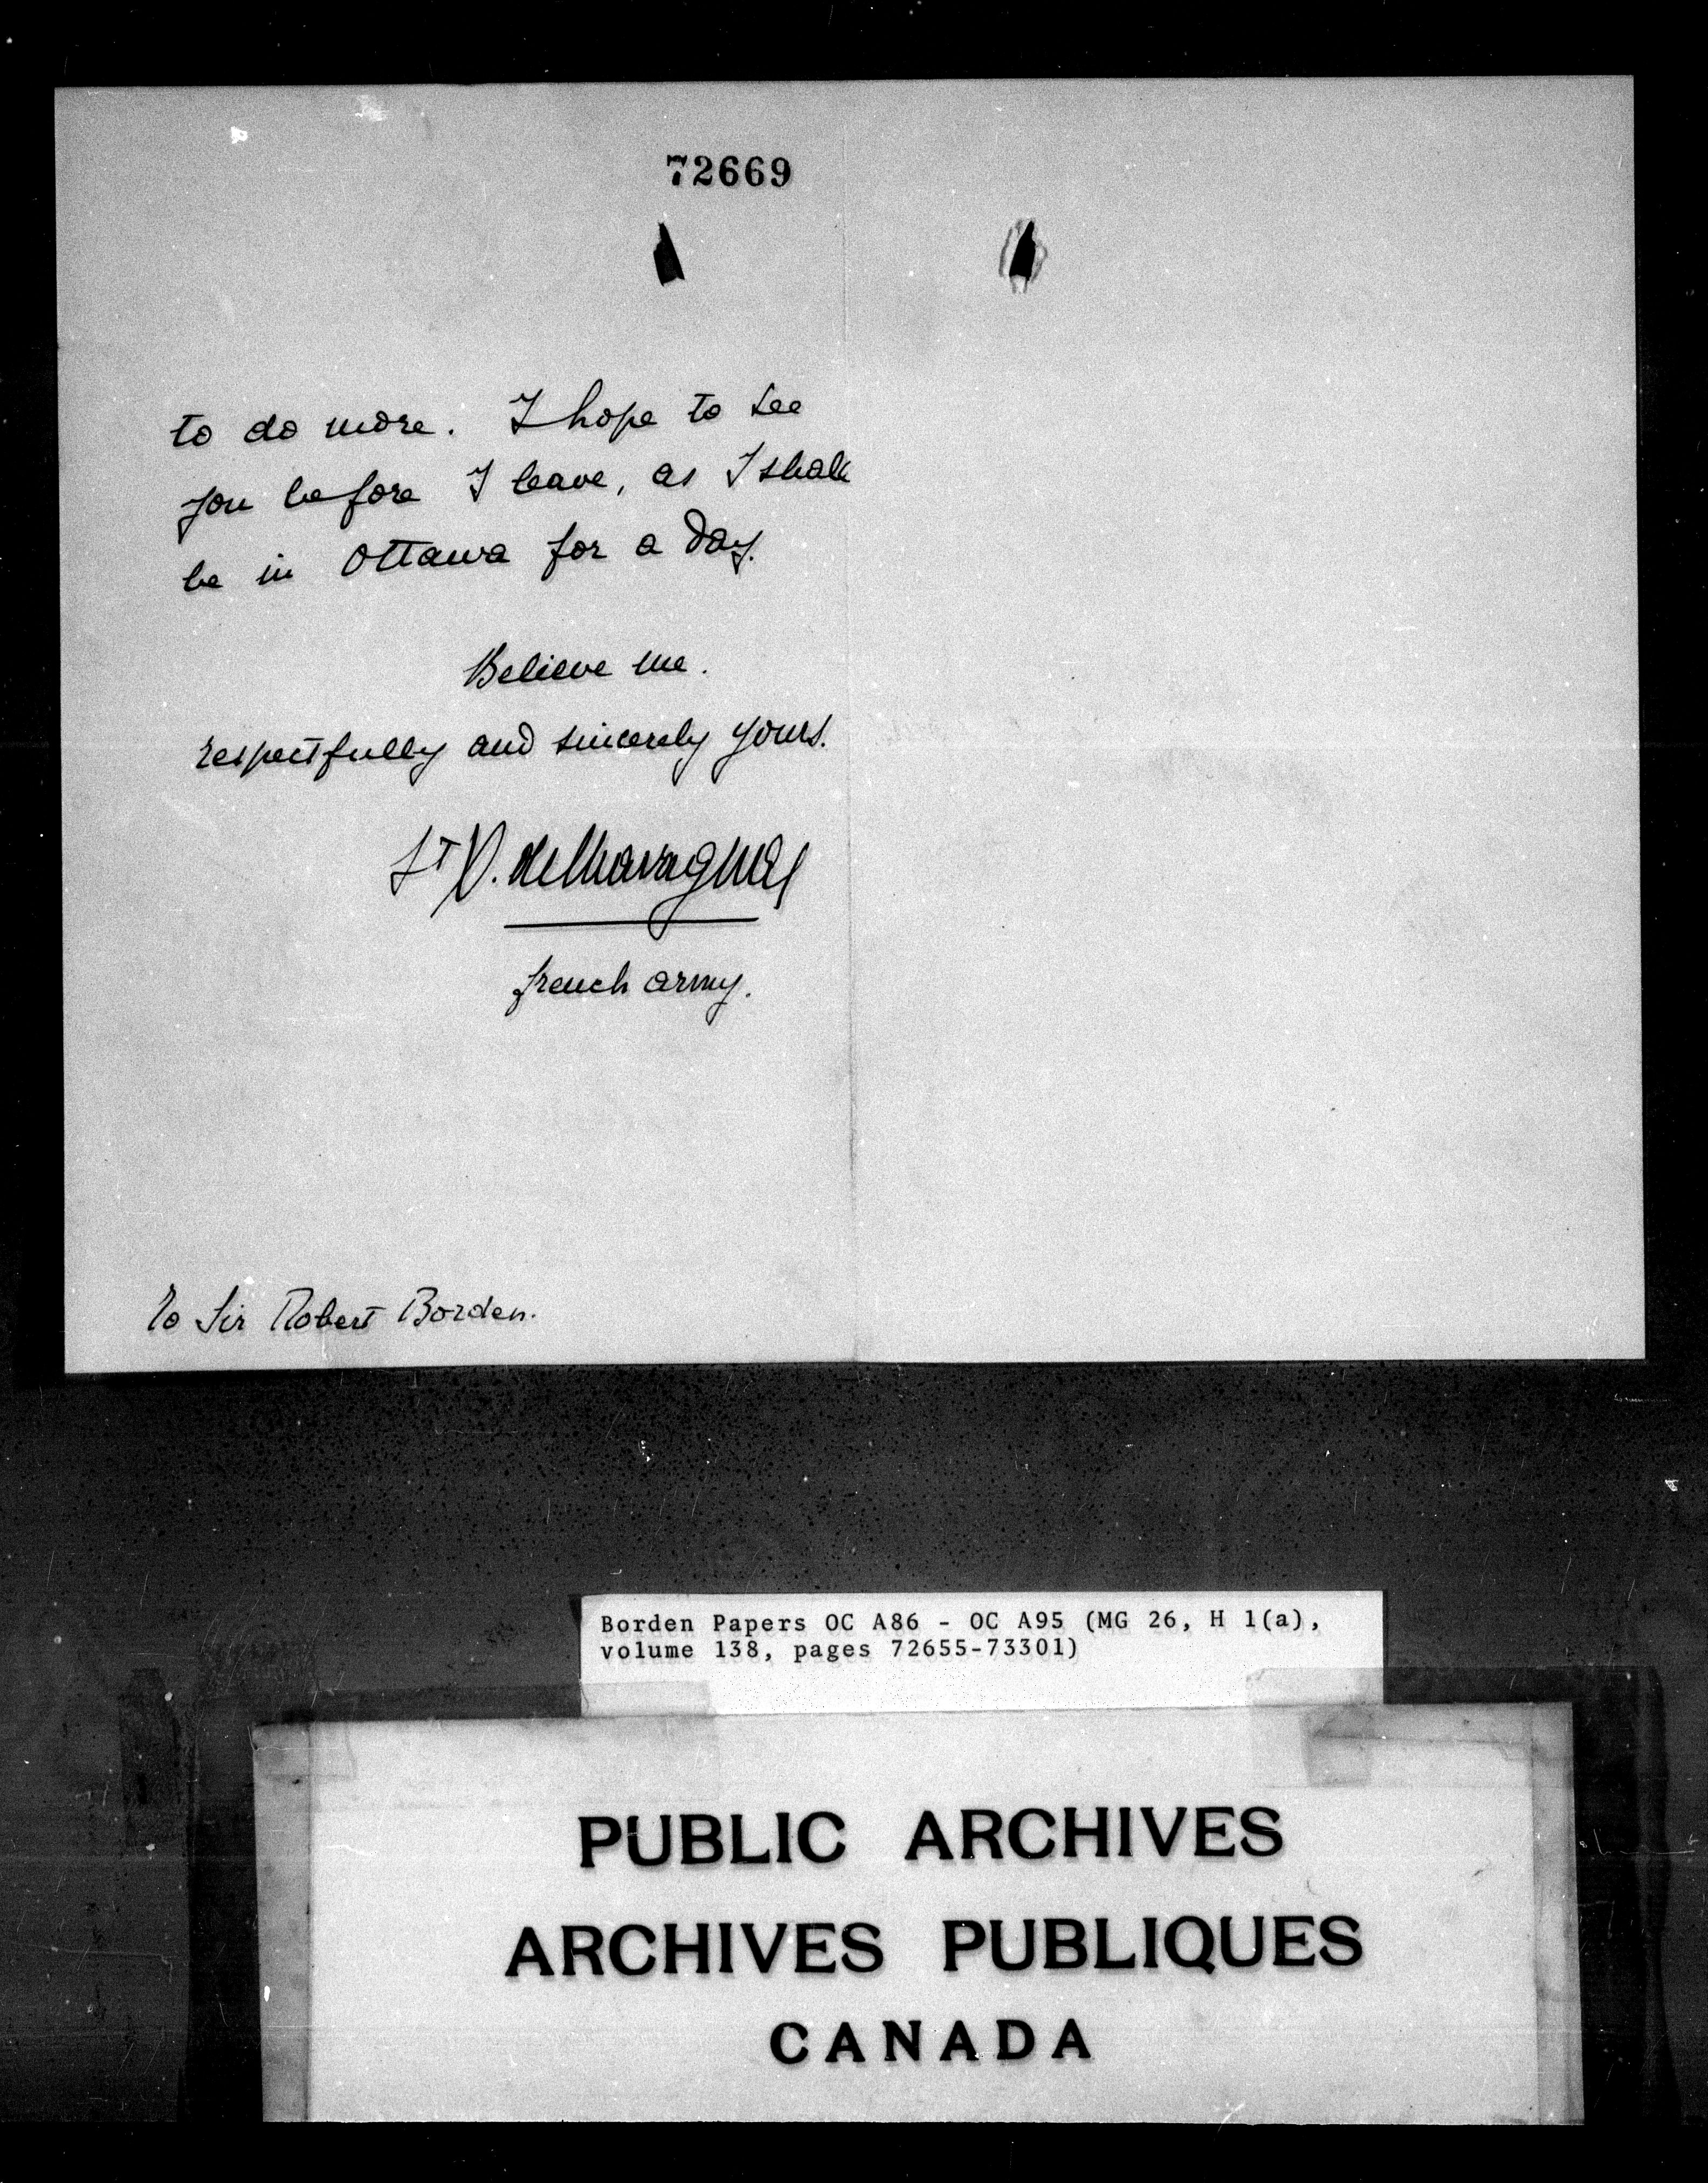 72669
to do more. I hope to see
you before I leave, as I shall
be in Ottawa for a day.
Believe me.
respectfully and sincerely yours.
Lt V.
french army.
To Sir Robert Borden.
Borden Papers OC A86 - OC A95 (MG 26, H 1(a),
volume 138, pages 72655-73301)
PUBLIC ARCHIVES
ARCHIVES PUBLIQUES
CANADA